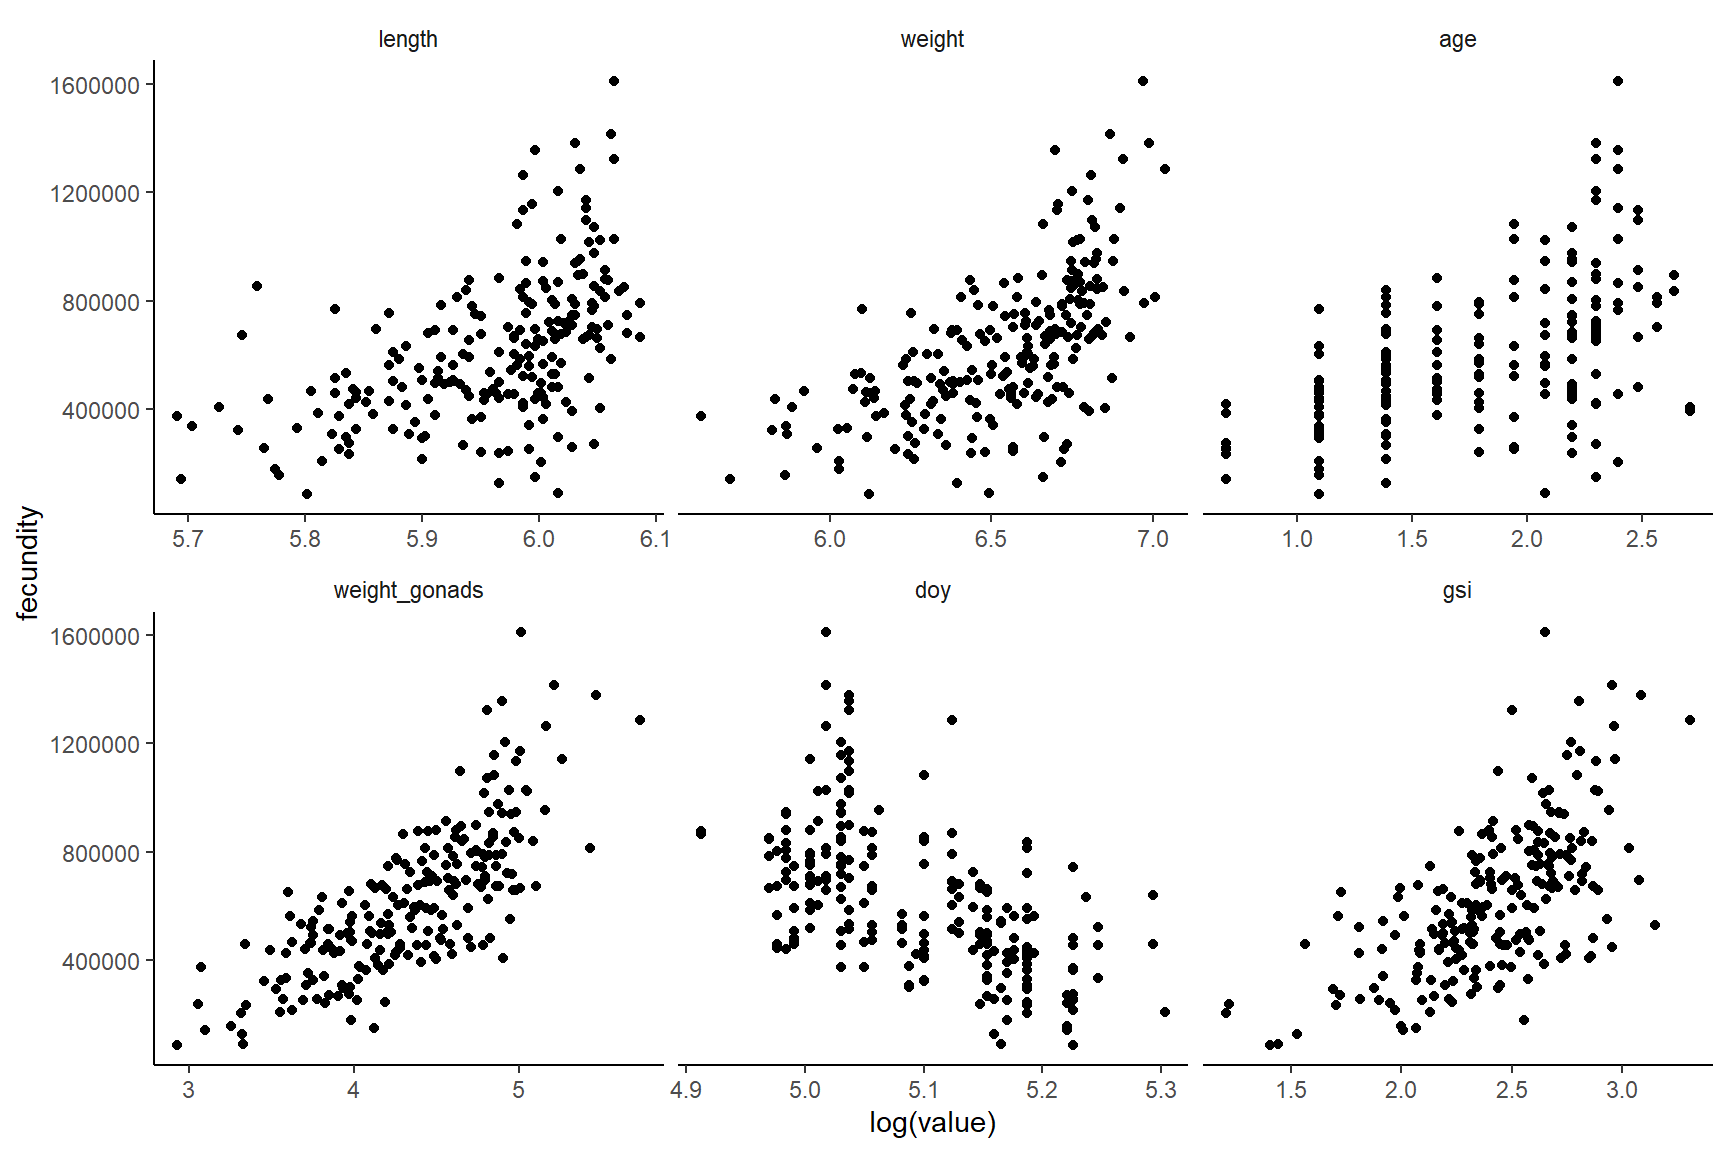 length weight age
1600000
1200000
800000
400000
5.7 5.8 5.9 6.0 6.1 6.0 6.5 7.0 1.0 1.5 2.0 2.5
fecundity
weight_gonads doy gsi
1600000
1200000
800000
400000
3 4 5 4.9 5.0 5.1 5.2 5.3 1.5 2.0 2.5 3.0
log(value)